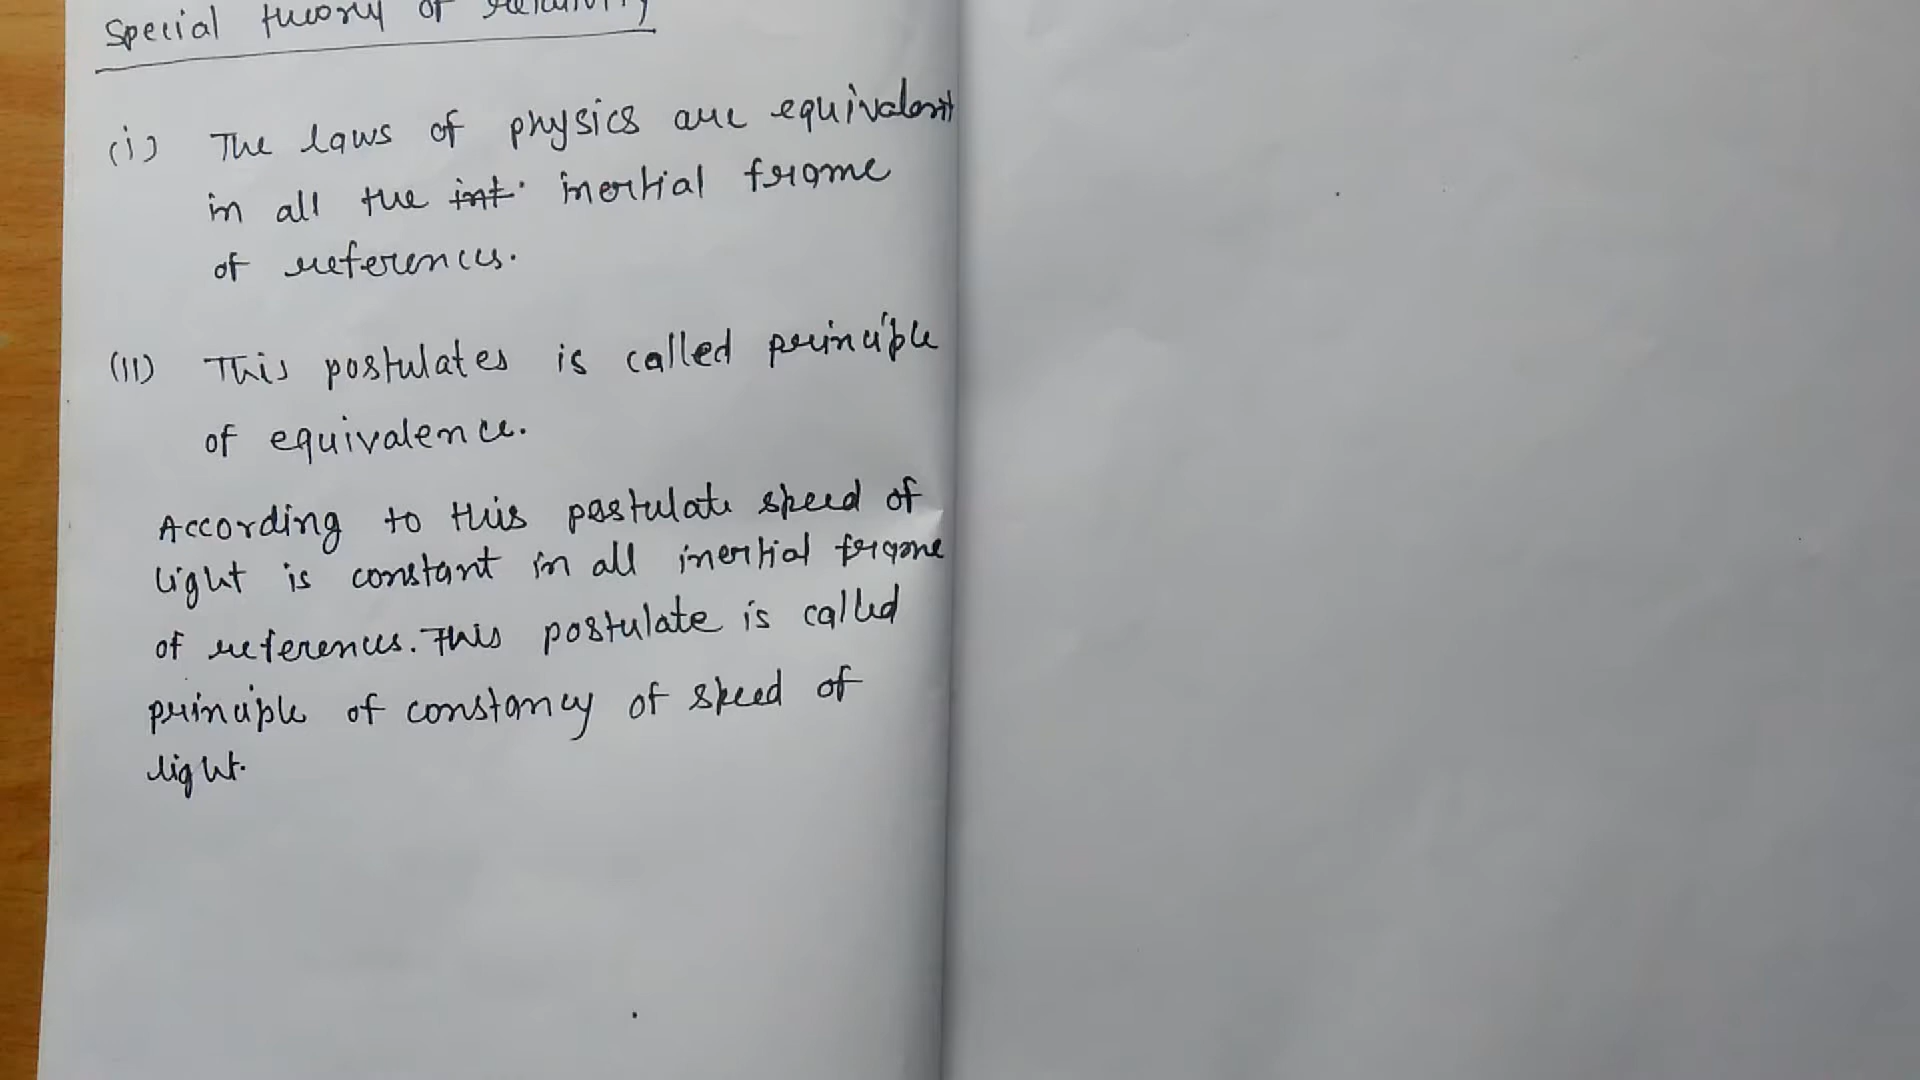 Special theory of relativity
(i) The laws of physics are equivalent
in all the int. inertial frame
of references.
(II) This postulates is called principle
of equivalence.
According to this postulate speed of
light is constant in all inertial frame
of references. This postulate is called
principle of constancy of speed of
light.